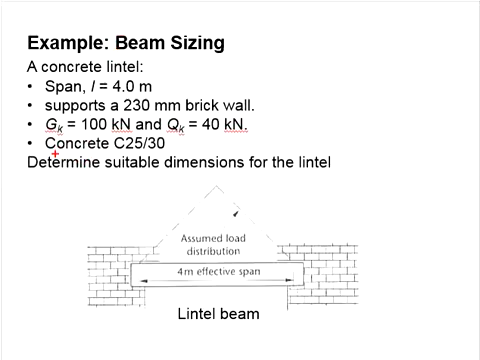 Example: Beam Sizing
A concrete lintel:
• Span, l = 4.0 m
• supports a 230 mm brick wall.
• Gk = 100 kN and Qk = 40 kN.
• Concrete C25/30
Determine suitable dimensions for the lintel
Assumed load
distribution
4m effective span
Lintel beam